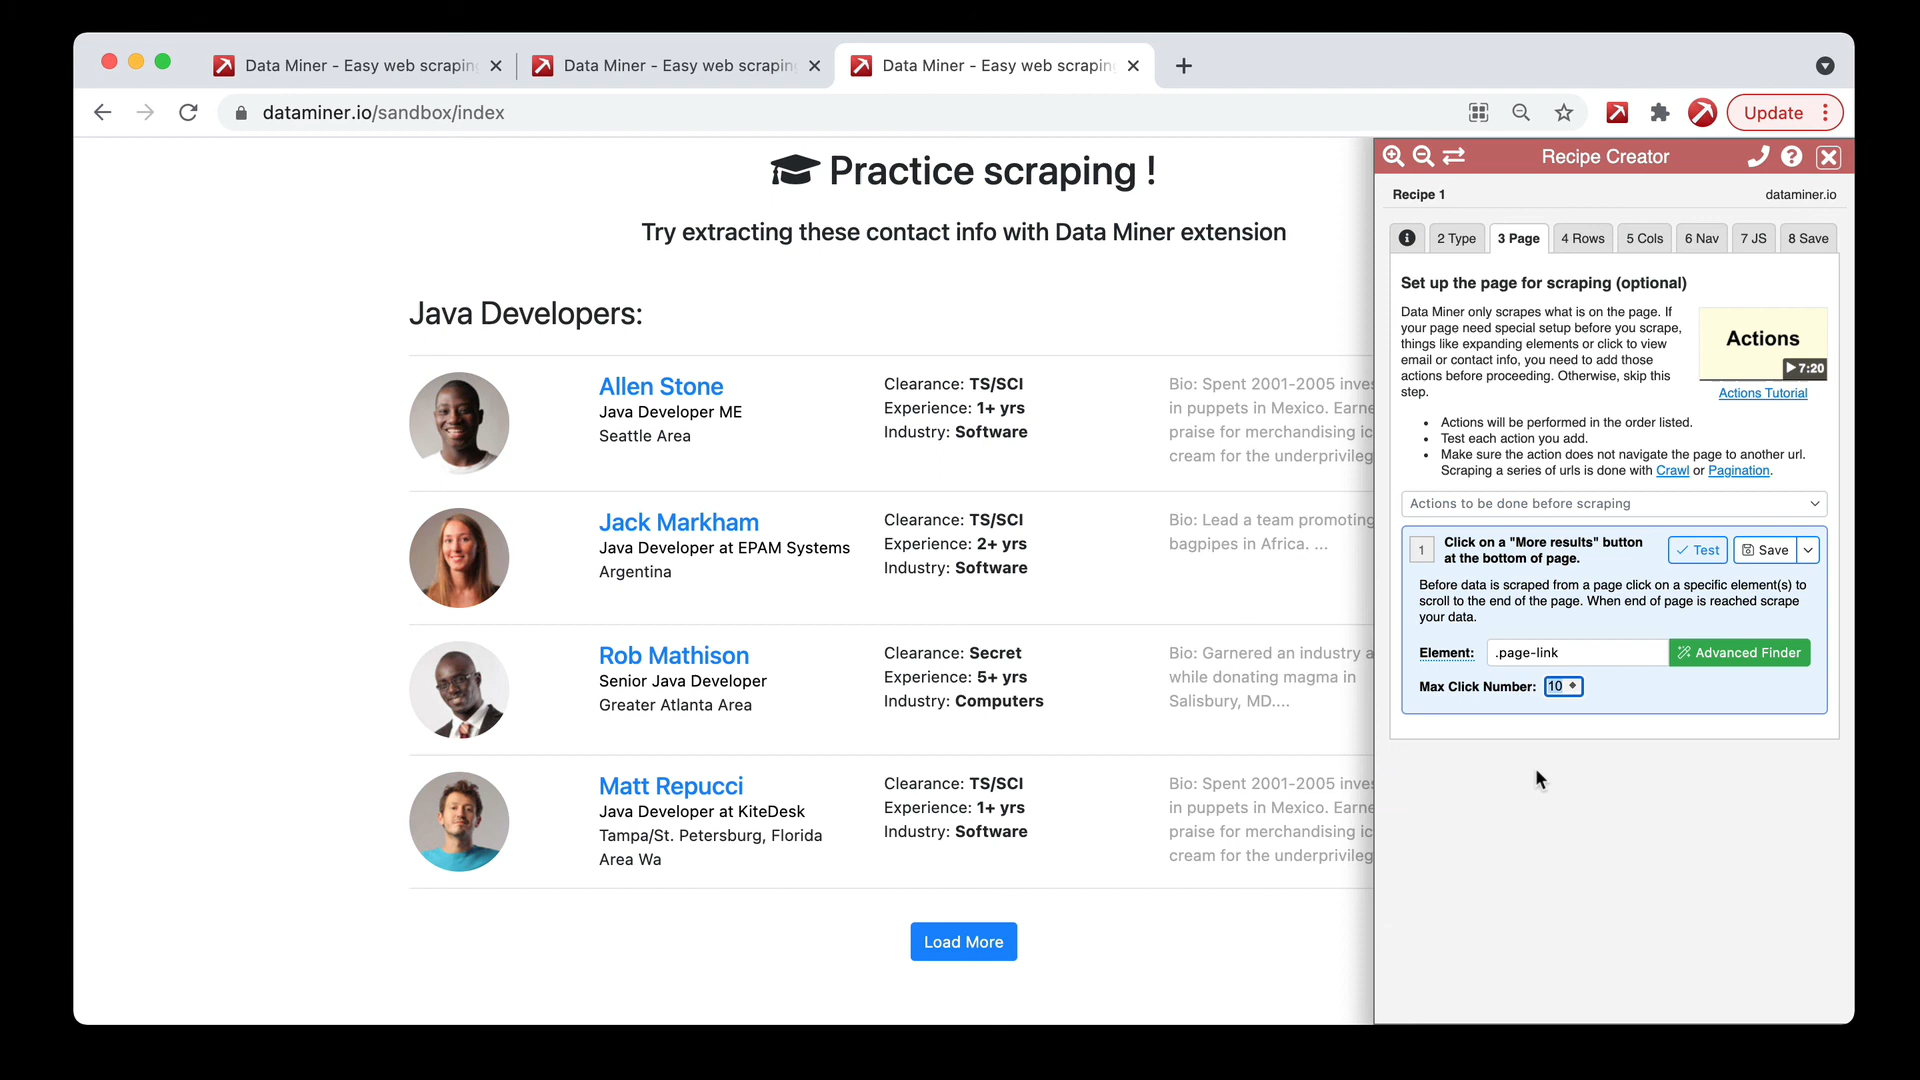 Data Miner - Easy web scrapin
Data Miner - Easy web scrapin
Data Miner - Easy web scrapin
dataminer.io/sandbox/index
Update
Practice scraping !
Try extracting these contact info with Data Miner extension
Java Developers:
Allen Stone
Java Developer ME
Seattle Area
Clearance: TS/SCI
Experience: 1+ yrs
Industry: Software
Bio: Spent 2001-2005 inves
in puppets in Mexico. Earne
praise for merchandising ic
cream for the underprivileg
Jack Markham
Java Developer at EPAM Systems
Argentina
Clearance: TS/SCI
Experience: 2+ yrs
Industry: Software
Bio: Lead a team promoting
bagpipes in Africa. ...
Rob Mathison
Senior Java Developer
Greater Atlanta Area
Clearance: Secret
Experience: 5+ yrs
Industry: Computers
Bio: Garnered an industry a
while donating magma in
Salisbury, MD....
Matt Repucci
Java Developer at KiteDesk
Tampa/St. Petersburg, Florida
Area Wa
Clearance: TS/SCI
Experience: 1+ yrs
Industry: Software
Bio: Spent 2001-2005 inves
in puppets in Mexico. Earne
praise for merchandising ic
cream for the underprivileg
Load More
Recipe Creator
Recipe 1
dataminer.io
2 Type
3 Page
4 Rows
5 Cols
6 Nav
7 JS
8 Save
Set up the page for scraping (optional)
Data Miner only scrapes what is on the page. If
your page need special setup before you scrape,
things like expanding elements or click to view
email or contact info, you need to add those
actions before proceeding. Otherwise, skip this
step.
Actions
7:20
Actions Tutorial
• Actions will be performed in the order listed.
• Test each action you add.
• Make sure the action does not navigate the page to another url.
Scraping a series of urls is done with Crawl or Pagination.
Actions to be done before scraping
1
Click on a "More results" button
at the bottom of page.
Test
Save
Before data is scraped from a page click on a specific element(s) to
scroll to the end of the page. When end of page is reached scrape
your data.
Element:
.page-link
Advanced Finder
Max Click Number:
10